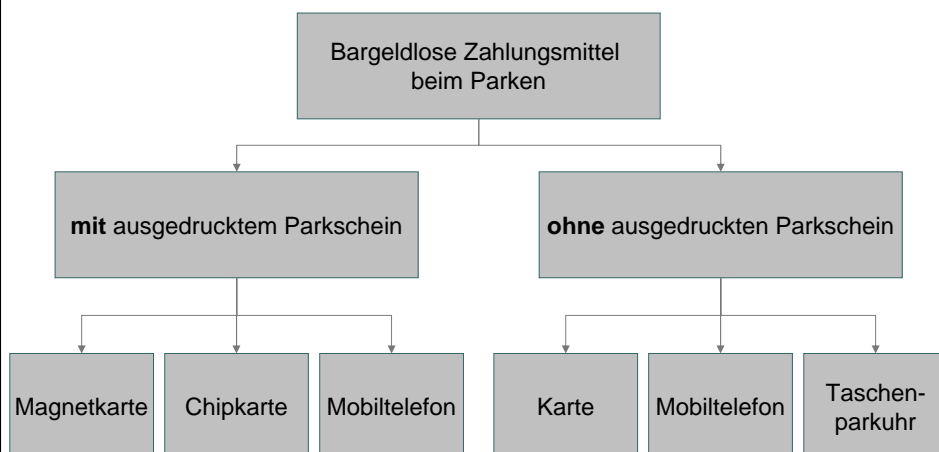 Bargeldlose Zahlungsmittel
beim Parken
mit ausgedrucktem Parkschein
ohne ausgedruckten Parkschein
Magnetkarte
Chipkarte
Mobiltelefon
Karte
Mobiltelefon
Taschen-
parkuhr